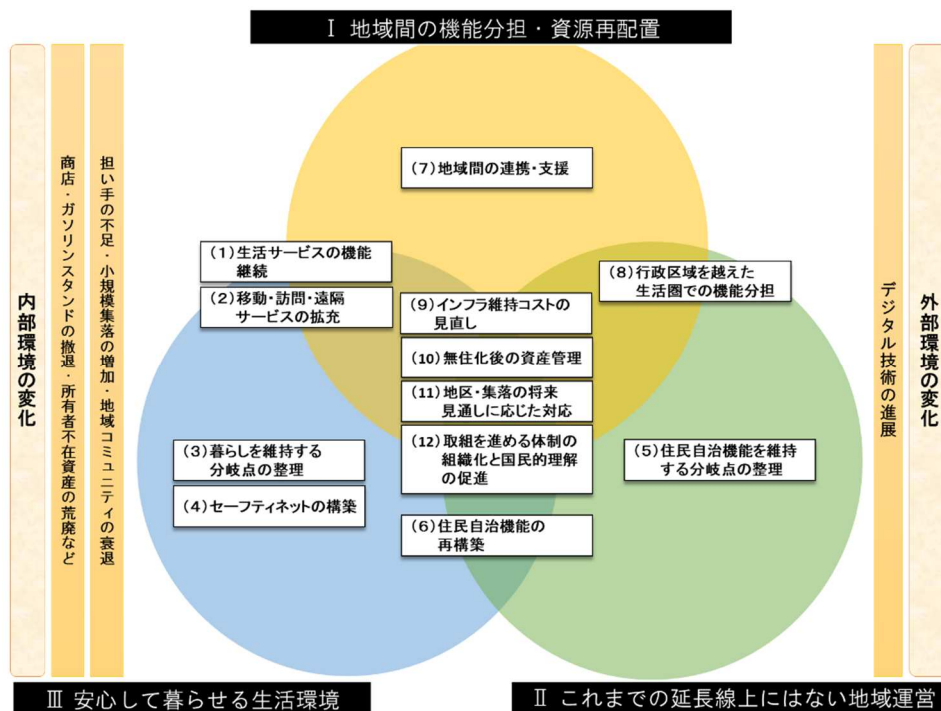 Ⅰ 地域間の機能分担・資源再配置
内部環境の変化
商店・ガソリンスタンドの撤退・所有者不在資産の荒廃など
担い手の不足・小規模集落の増加・地域コミュニティの衰退
(7)地域間の連携・支援
(1)生活サービスの機能
継続
(2)移動・訪問・遠隔
サービスの拡充
(8)行政区域を越えた
生活圏での機能分担
(9)インフラ維持コストの
見直し
(10)無住化後の資産管理
(11)地区・集落の将来
見通しに応じた対応
(12)取組を進める体制の
組織化と国民的理解
の促進
(3)暮らしを維持する
分岐点の整理
(4)セーフティネットの構築
(5)住民自治機能を維持
する分岐点の整理
(6)住民自治機能の
再構築
デジタル技術の進展
外部環境の変化
Ⅲ 安心して暮らせる生活環境
Ⅱ これまでの延長線上にはない地域運営